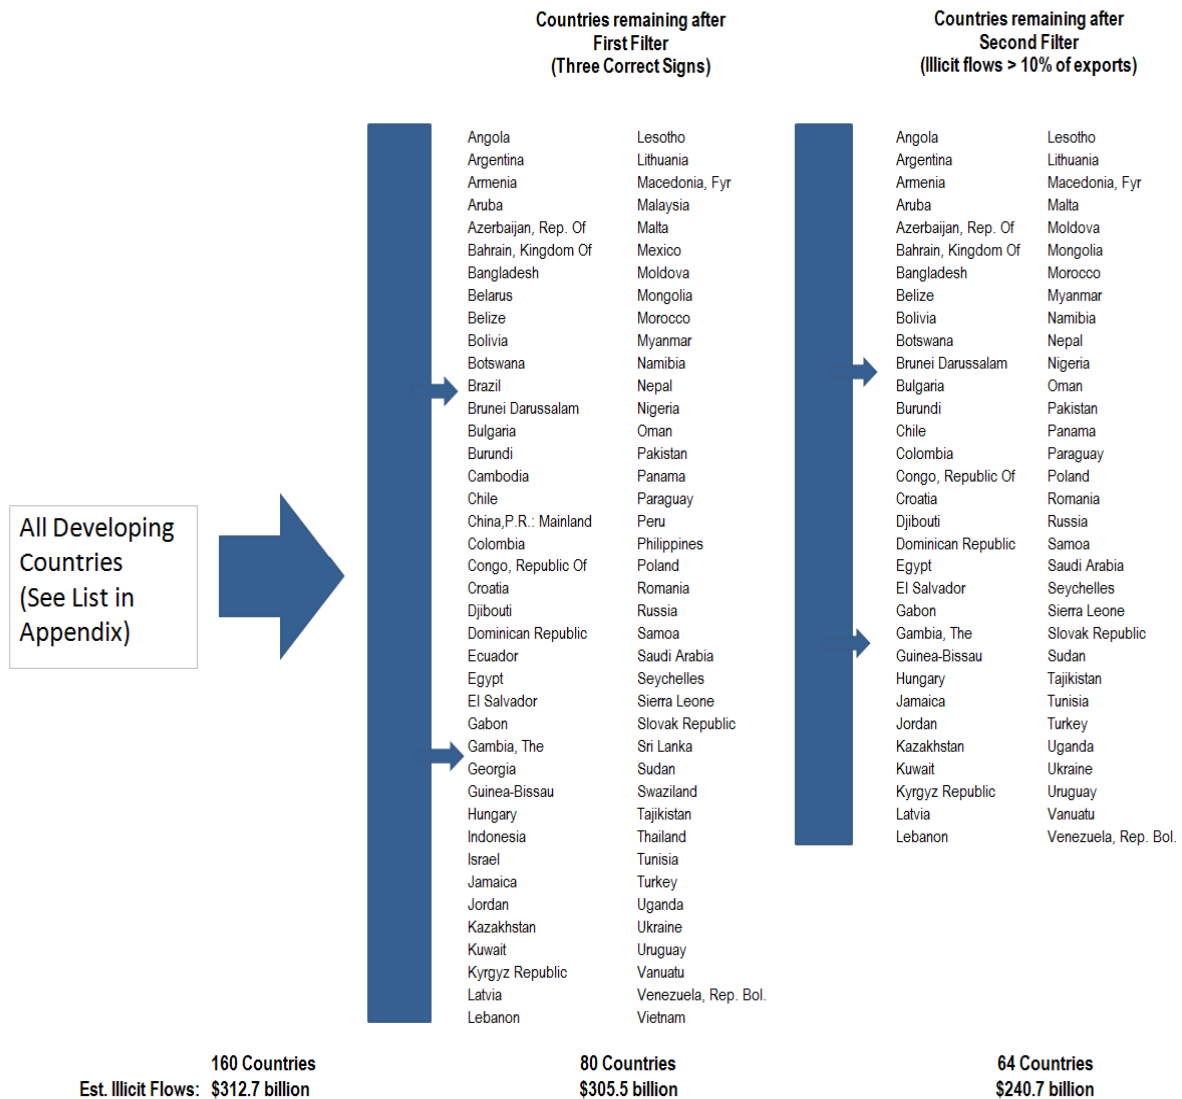 Countries remaining after
First Filter
(Three Correct Signs)
Countries remaining after
Second Filter
(Illicit flows > 10% of exports)
All Developing
Countries
(See List in
Appendix)
Angola Lesotho
Argentina Lithuania
Armenia Macedonia, Fyr
Aruba Malaysia
Azerbaijan, Rep. Of Malta
Bahrain, Kingdom Of Mexico
Bangladesh Moldova
Belarus Mongolia
Belize Morocco
Bolivia Myanmar
Botswana Namibia
Brazil Nepal
Brunei Darussalam Nigeria
Bulgaria Oman
Burundi Pakistan
Cambodia Panama
Chile Paraguay
China,P.R.: Mainland Peru
Colombia Philippines
Congo, Republic Of Poland
Croatia Romania
Djibouti Russia
Dominican Republic Samoa
Ecuador Saudi Arabia
Egypt Seychelles
El Salvador Sierra Leone
Gabon Slovak Republic
Gambia, The Sri Lanka
Georgia Sudan
Guinea-Bissau Swaziland
Hungary Tajikistan
Indonesia Thailand
Israel Tunisia
Jamaica Turkey
Jordan Uganda
Kazakhstan Ukraine
Kuwait Uruguay
Kyrgyz Republic Vanuatu
Latvia Venezuela, Rep. Bol.
Lebanon Vietnam
Angola Lesotho
Argentina Lithuania
Armenia Macedonia, Fyr
Aruba Malta
Azerbaijan, Rep. Of Moldova
Bahrain, Kingdom Of Mongolia
Bangladesh Morocco
Belize Myanmar
Bolivia Namibia
Botswana Nepal
Brunei Darussalam Nigeria
Bulgaria Oman
Burundi Pakistan
Chile Panama
Colombia Paraguay
Congo, Republic Of Poland
Croatia Romania
Djibouti Russia
Dominican Republic Samoa
Egypt Saudi Arabia
El Salvador Seychelles
Gabon Sierra Leone
Gambia, The Slovak Republic
Guinea-Bissau Sudan
Hungary Tajikistan
Jamaica Tunisia
Jordan Turkey
Kazakhstan Uganda
Kuwait Ukraine
Kyrgyz Republic Uruguay
Latvia Vanuatu
Lebanon Venezuela, Rep. Bol.
160 Countries 80 Countries 64 Countries
Est. Illicit Flows: $312.7 billion $305.5 billion $240.7 billion